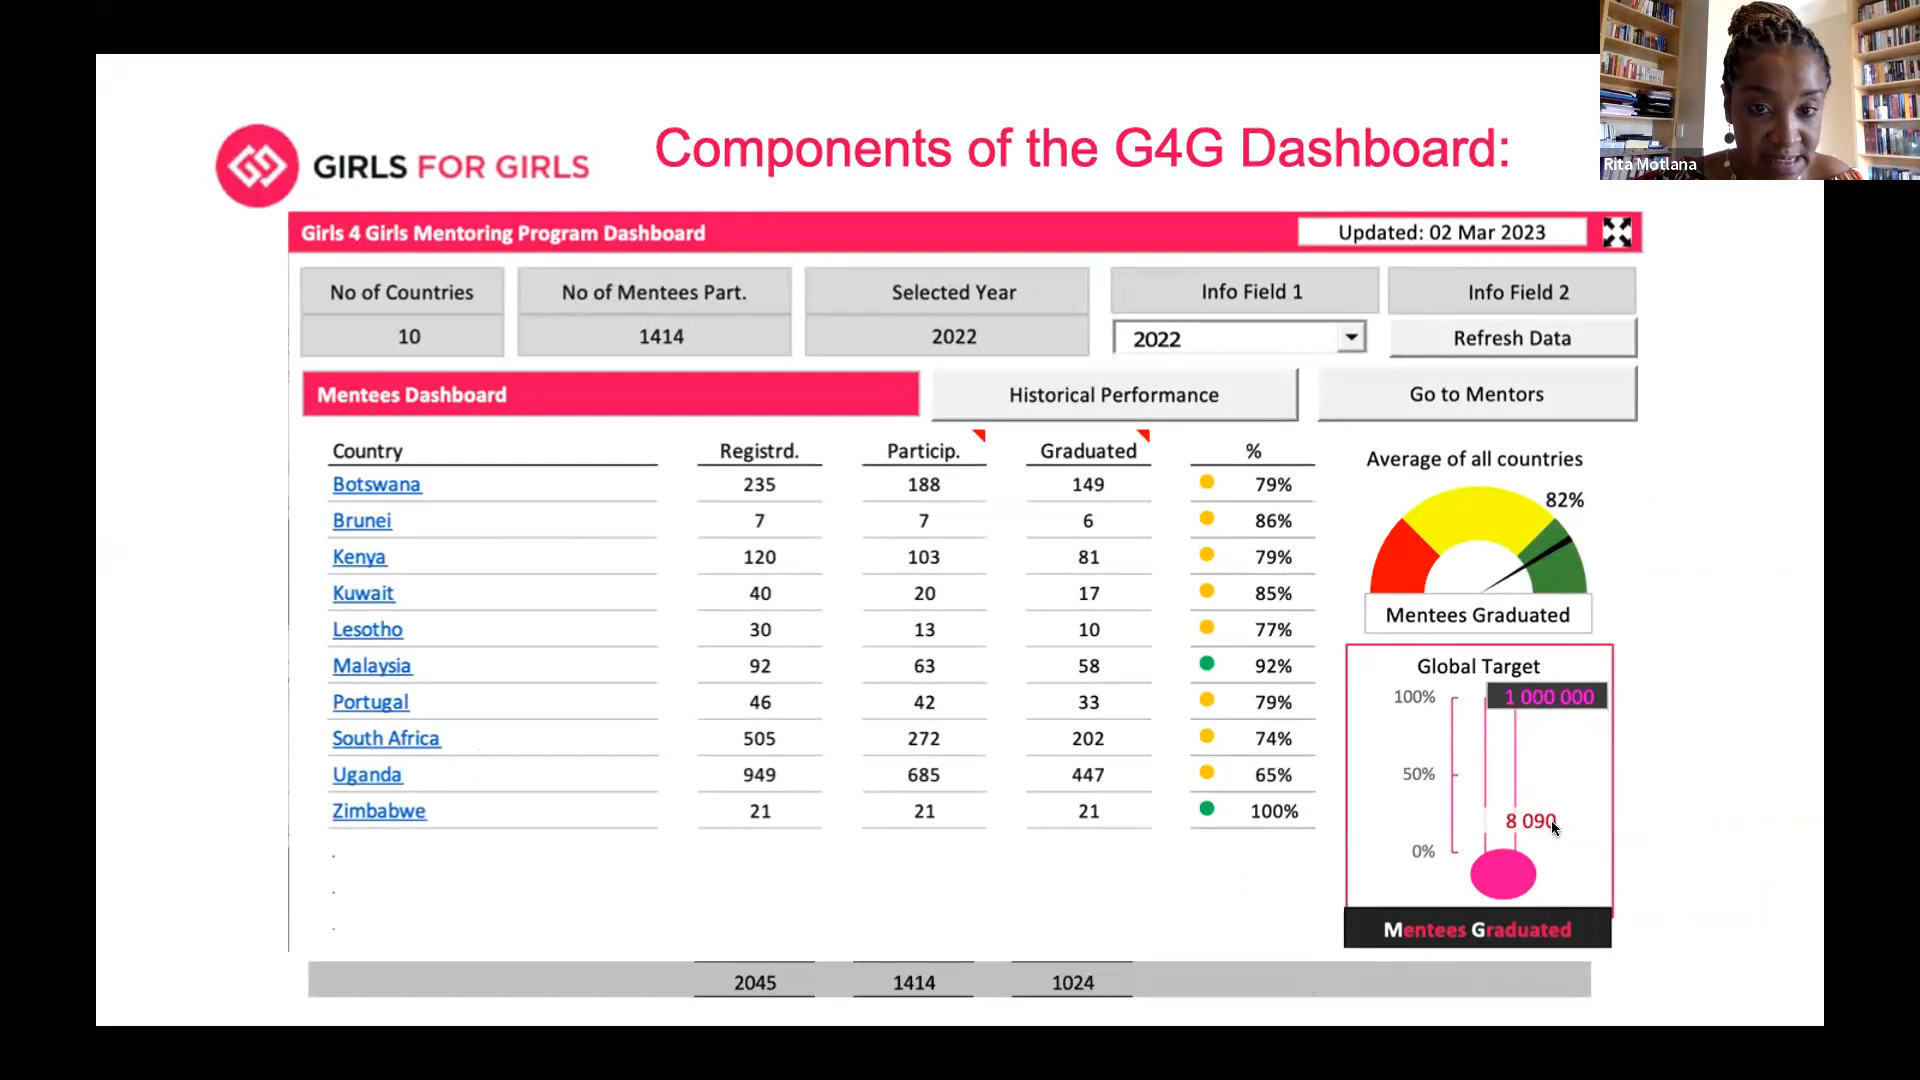 Rita Motlana
GIRLS FOR GIRLS
Components of the G4G Dashboard:
Girls 4 Girls Mentoring Program Dashboard
Updated: 02 Mar 2023
No of Countries
No of Mentees Part.
Selected Year
Info Field 1
Info Field 2
10
1414
2022
2022
Refresh Data
Mentees Dashboard
Historical Performance
Go to Mentors
Country Registrd. Particip. Graduated %
Botswana 235 188 149 79%
Brunei 7 7 6 86%
Kenya 120 103 81 79%
Kuwait 40 20 17 85%
Lesotho 30 13 10 77%
Malaysia 92 63 58 92%
Portugal 46 42 33 79%
South Africa 505 272 202 74%
Uganda 949 685 447 65%
Zimbabwe 21 21 21 100%
.
.
.
2045 1414 1024
Average of all countries
82%
Mentees Graduated
Global Target
100%
1 000 000
50%
8 090
0%
Mentees Graduated